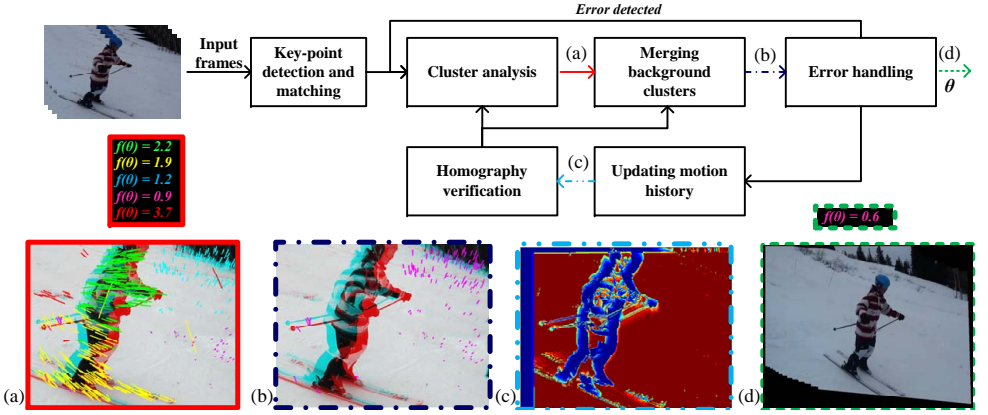 Error detected
Input
frames
Key-point
detection and
matching
Cluster analysis
(a)
Merging
background
clusters
(b)
Error handling
(d)
θ
Homography
verification
(c)
Updating motion
history
f(θ) = 2.2
f(θ) = 1.9
f(θ) = 1.2
f(θ) = 0.9
f(θ) = 3.7
f(θ) = 0.6
(a)
(b)
(c)
(d)